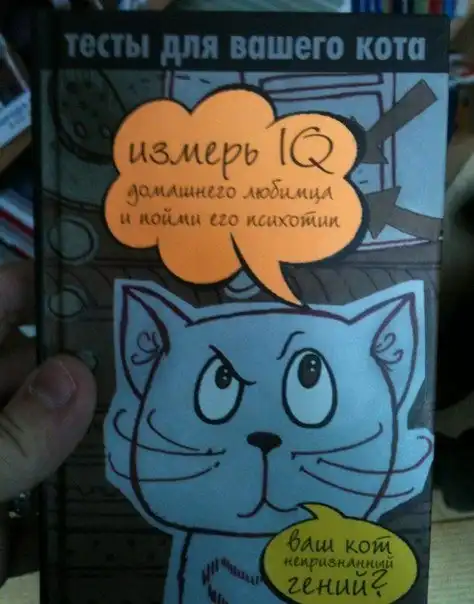 тесты для вашего кота
измерь IQ
домашнего любимца
и пойми его психотип
ваш кот
непризнанный
гений?